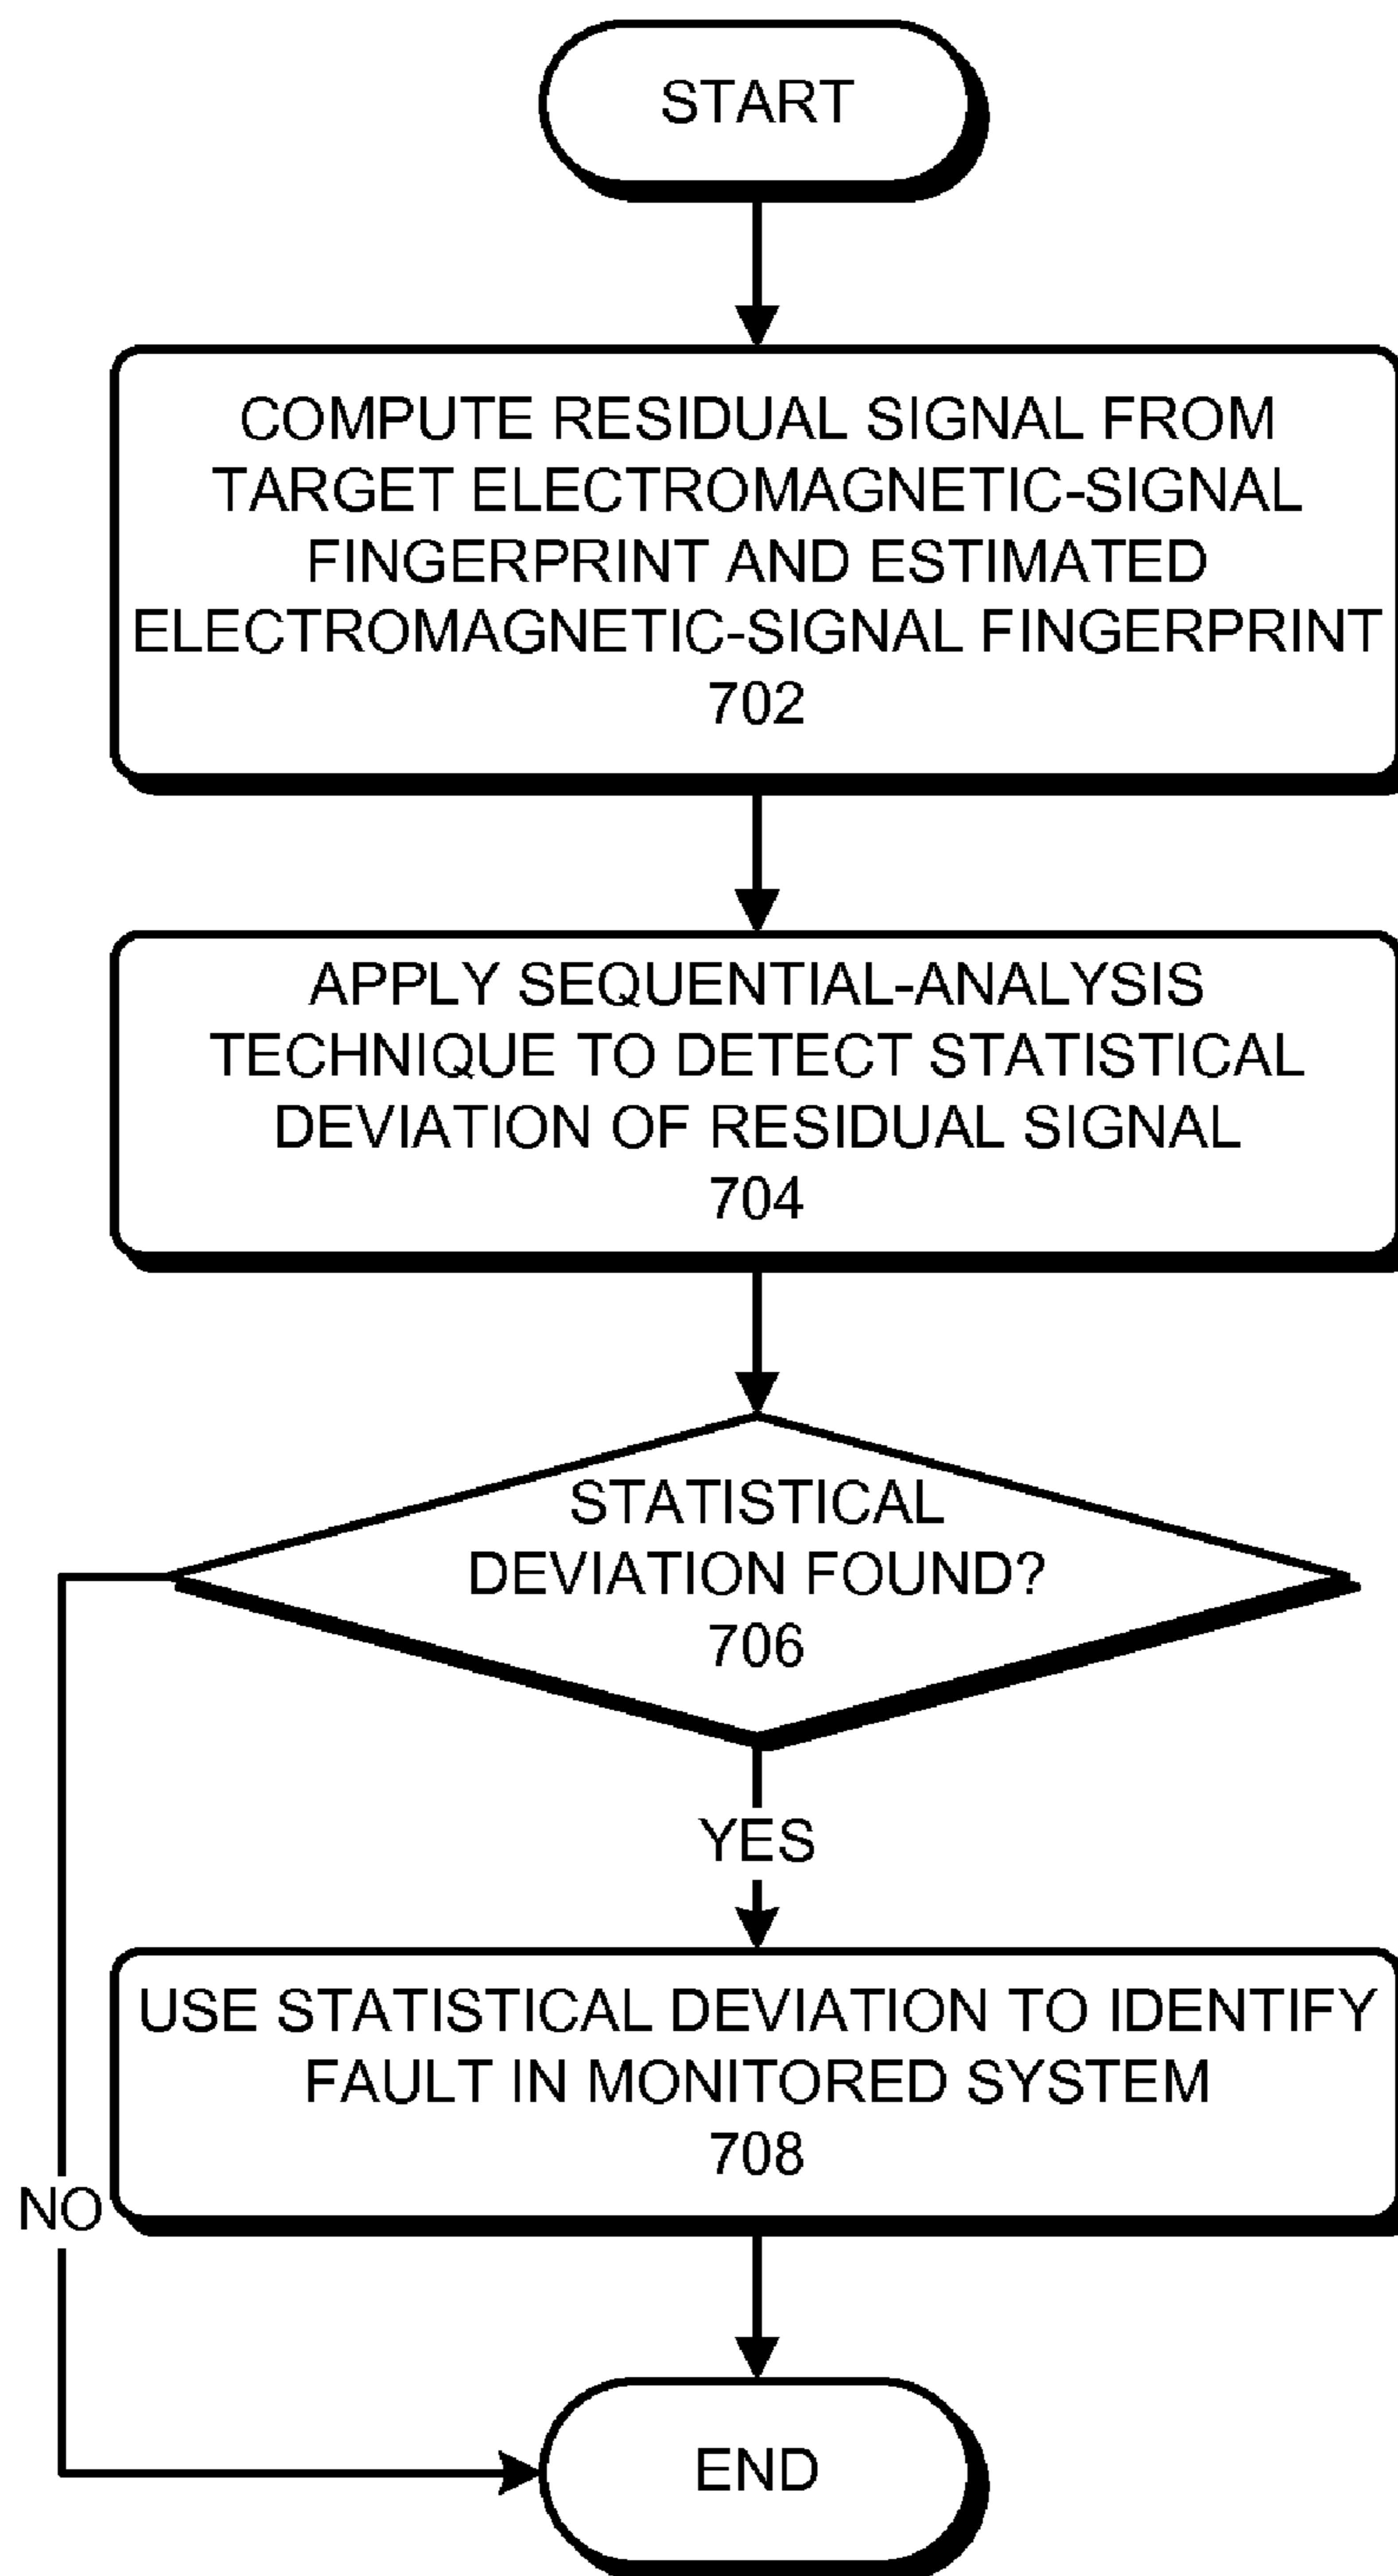 START
COMPUTE RESIDUAL SIGNAL FROM
TARGET ELECTROMAGNETIC-SIGNAL
FINGERPRINT AND ESTIMATED
ELECTROMAGNETIC-SIGNAL FINGERPRINT
702
APPLY SEQUENTIAL-ANALYSIS
TECHNIQUE TO DETECT STATISTICAL
DEVIATION OF RESIDUAL SIGNAL
704
STATISTICAL
DEVIATION FOUND?
706
YES
USE STATISTICAL DEVIATION TO IDENTIFY
FAULT IN MONITORED SYSTEM
708
NO
END